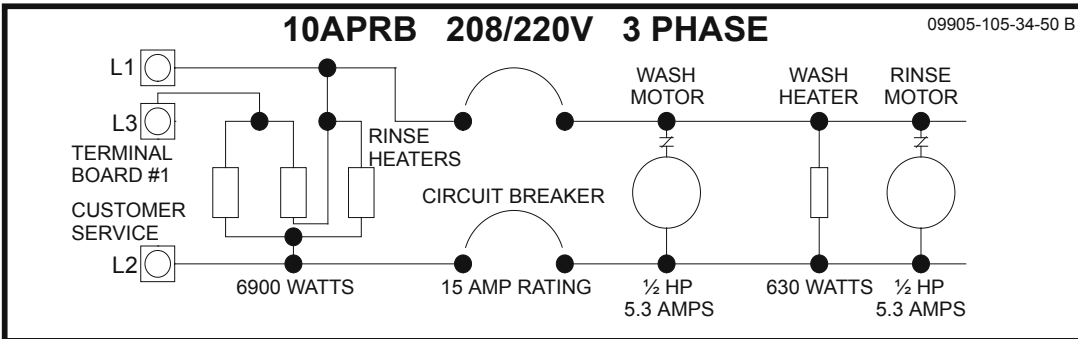 10APRB 208/220V 3 PHASE
09905-105-34-50 B
L1
L3
TERMINAL
BOARD #1
CUSTOMER
SERVICE
L2
RINSE
HEATERS
6900 WATTS
CIRCUIT BREAKER
15 AMP RATING
WASH
MOTOR
½ HP
5.3 AMPS
WASH
HEATER
630 WATTS
RINSE
MOTOR
½ HP
5.3 AMPS